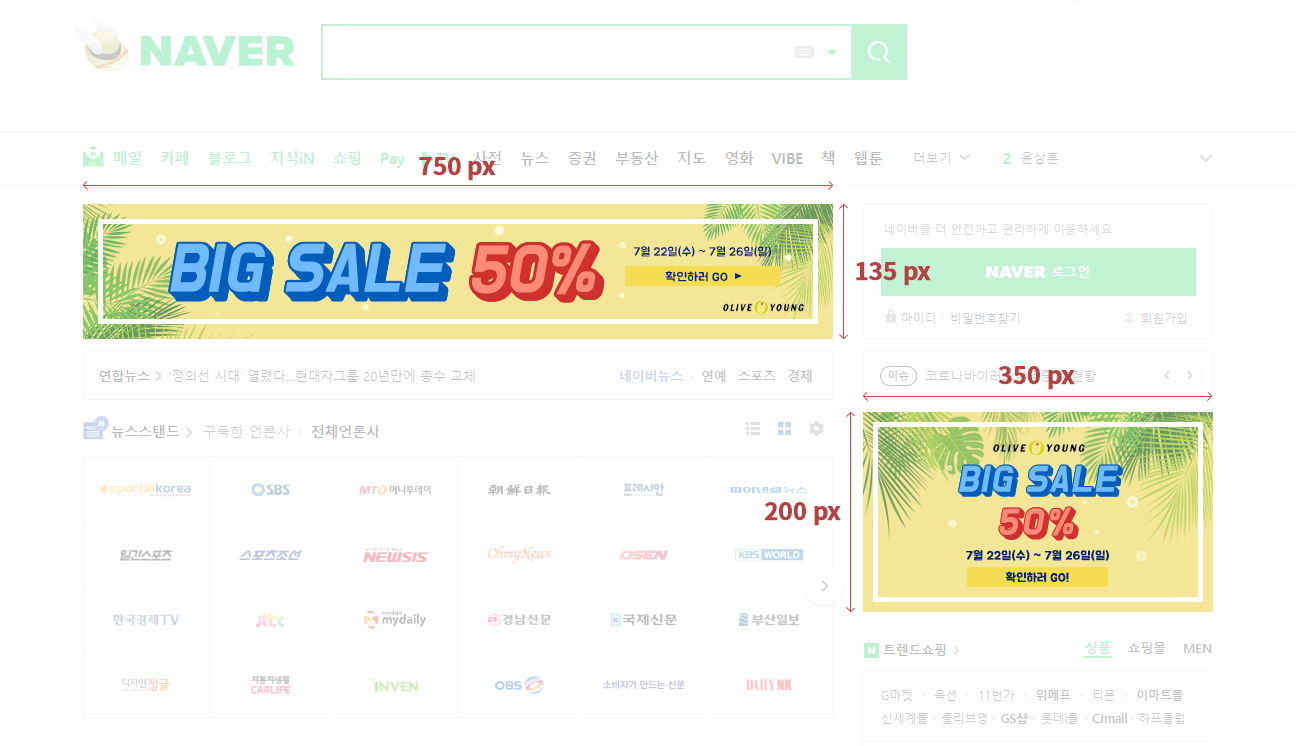 NAVER
메일 카페 블로그 지식iN 쇼핑 Pay TV 사전 뉴스 증권 부동산 지도 영화 VIBE 책 웹툰 더보기 2 윤상훈
750 px
BIG SALE 50%
7월 22일(수) ~ 7월 26일(일)
확인하러 GO ►
OLIVE YOUNG
135 px
네이버를 더 안전하고 편리하게 이용하세요
NAVER 로그인
아이디 · 비밀번호찾기 회원가입
연합뉴스 > '정의선 시대' 열렸다...현대차그룹 20년만에 총수 교체
네이버뉴스 · 연예 스포츠 경제
이슈 코로나바이러 현황
350 px
뉴스스탠드 > 구독한 언론사 · 전체언론사
sportalkorea SBS MTO 머니투데이 朝鮮日報 프레시안 파이낸셜뉴스
일간스포츠 스포츠조선 NEWSIS OhmyNews OSEN KBS WORLD
한국경제TV jtbc mydaily 경남신문 국제신문 부산일보
디자인정글 자동차생활 CARLIFE INVEN OBS 소비자가 만드는 신문 DAILY NK
200 px
OLIVE YOUNG
BIG SALE
50%
7월 22일(수) ~ 7월 26일(일)
확인하러 GO!
N 트렌드쇼핑 > 상품 쇼핑몰 MEN
G마켓 · 옥션 · 11번가 · 위메프 · 티몬 · 이마트몰
신세계몰 · 올리브영 · GS샵 · 롯데i몰 · CJmall · 하프클럽